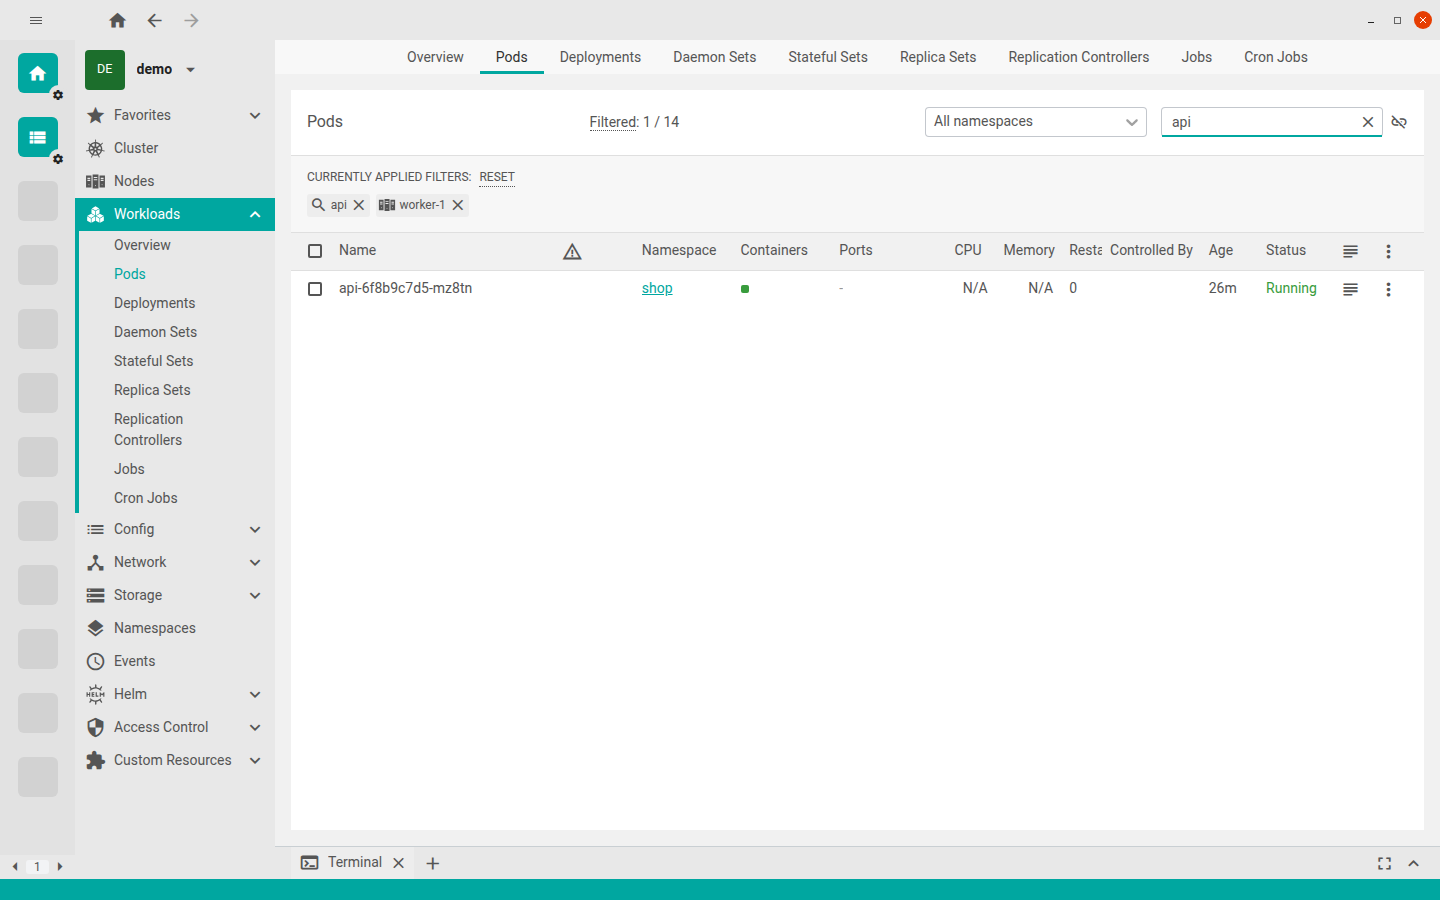 Overview Pods Deployments Daemon Sets Stateful Sets Replica Sets Replication Controllers Jobs Cron Jobs
DE demo
Favorites
Cluster
Nodes
Workloads
Overview
Pods
Deployments
Daemon Sets
Stateful Sets
Replica Sets
Replication
Controllers
Jobs
Cron Jobs
Config
Network
Storage
Namespaces
Events
HELM Helm
Access Control
Custom Resources
1
Pods Filtered: 1 / 14 All namespaces api
CURRENTLY APPLIED FILTERS: RESET
api worker-1
Name Namespace Containers Ports CPU Memory Resta Controlled By Age Status
api-6f8b9c7d5-mz8tn shop - N/A N/A 0 26m Running
Terminal